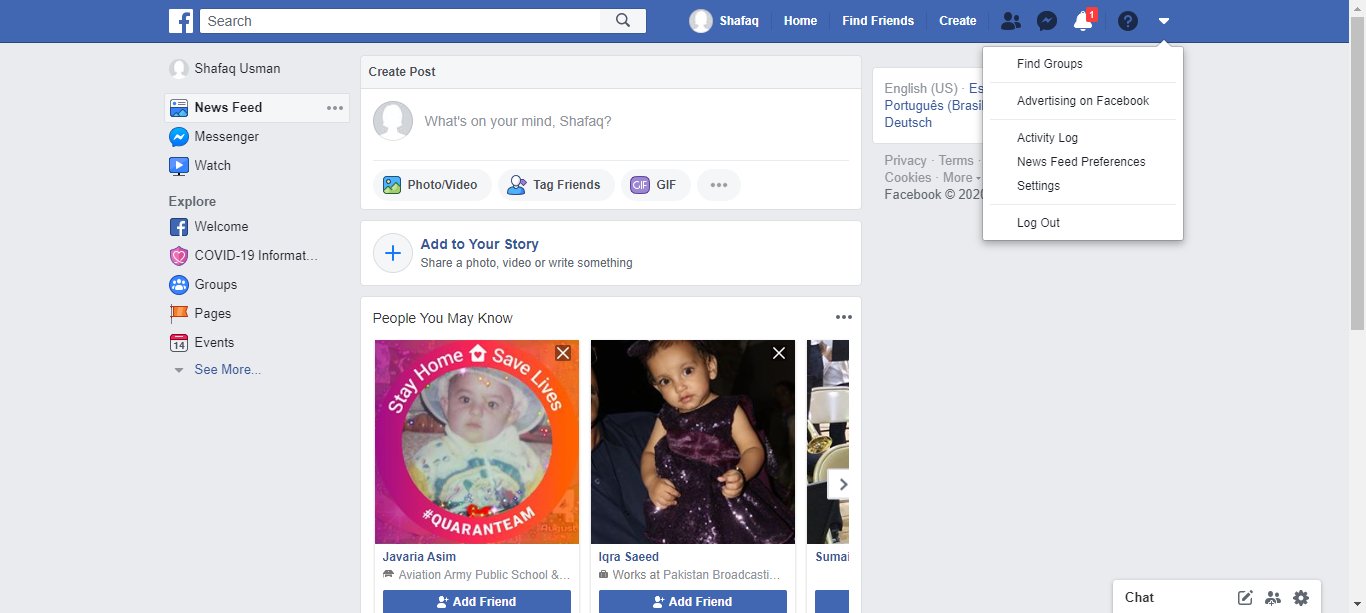 Search
Shafaq
Home
Find Friends
Create
1
Shafaq Usman
News Feed
Messenger
Watch
Explore
Welcome
COVID-19 Informat...
Groups
Pages
14
Events
See More...
Create Post
What's on your mind, Shafaq?
Photo/Video
Tag Friends
GIF GIF
Add to Your Story
Share a photo, video or write something
People You May Know
Stay Home Save Lives
#QUARANTEAM
August
Javaria Asim
Aviation Army Public School &...
Add Friend
Iqra Saeed
Works at Pakistan Broadcasti...
Add Friend
Sumai
English (US) · Es
Português (Brasil
Deutsch
Privacy · Terms ·
Cookies · More
Facebook © 2020
Find Groups
Advertising on Facebook
Activity Log
News Feed Preferences
Settings
Log Out
Chat